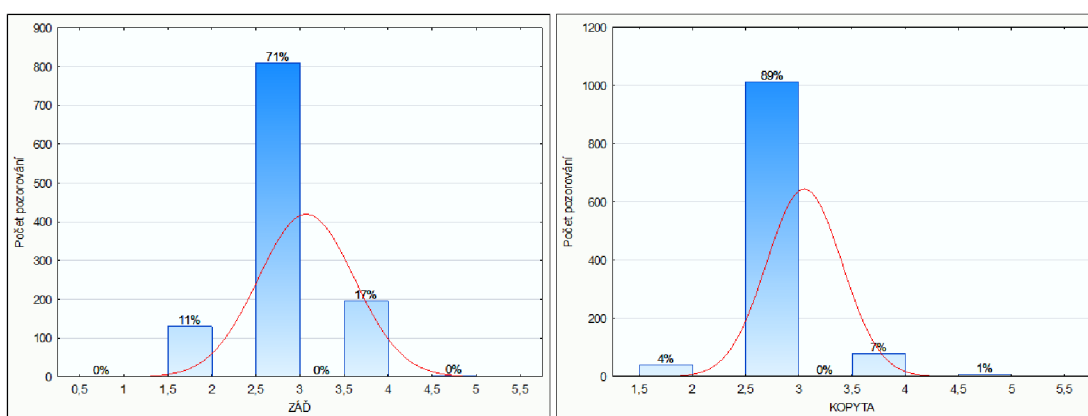 900
800
700
600
500
400
300
200
100
0
Počet pozorování
0% 11% 71% 0% 17% 0%
0,5 1 1,5 2 2,5 3 3,5 4 4,5 5 5,5
ZÁĎ
1200
1000
800
600
400
200
0
Počet pozorování
4% 89% 0% 7% 1%
1,5 2 2,5 3 3,5 4 4,5 5 5,5
KOPYTA